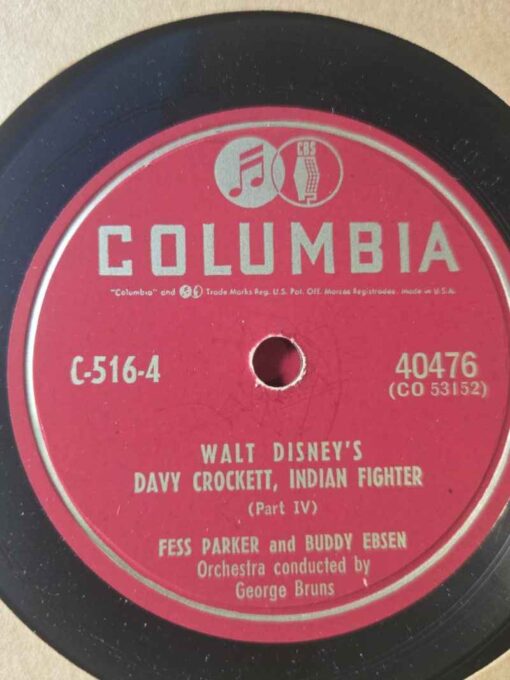 CBS
COLUMBIA
"Columbia" and Trade Marks Reg. U.S. Pat. Off. Marcas Registradas. made in U.S.A.
C-516-4
40476
(CO 53152)
WALT DISNEY'S
DAVY CROCKETT, INDIAN FIGHTER
(Part IV)
FESS PARKER and BUDDY EBSEN
Orchestra conducted by
George Bruns